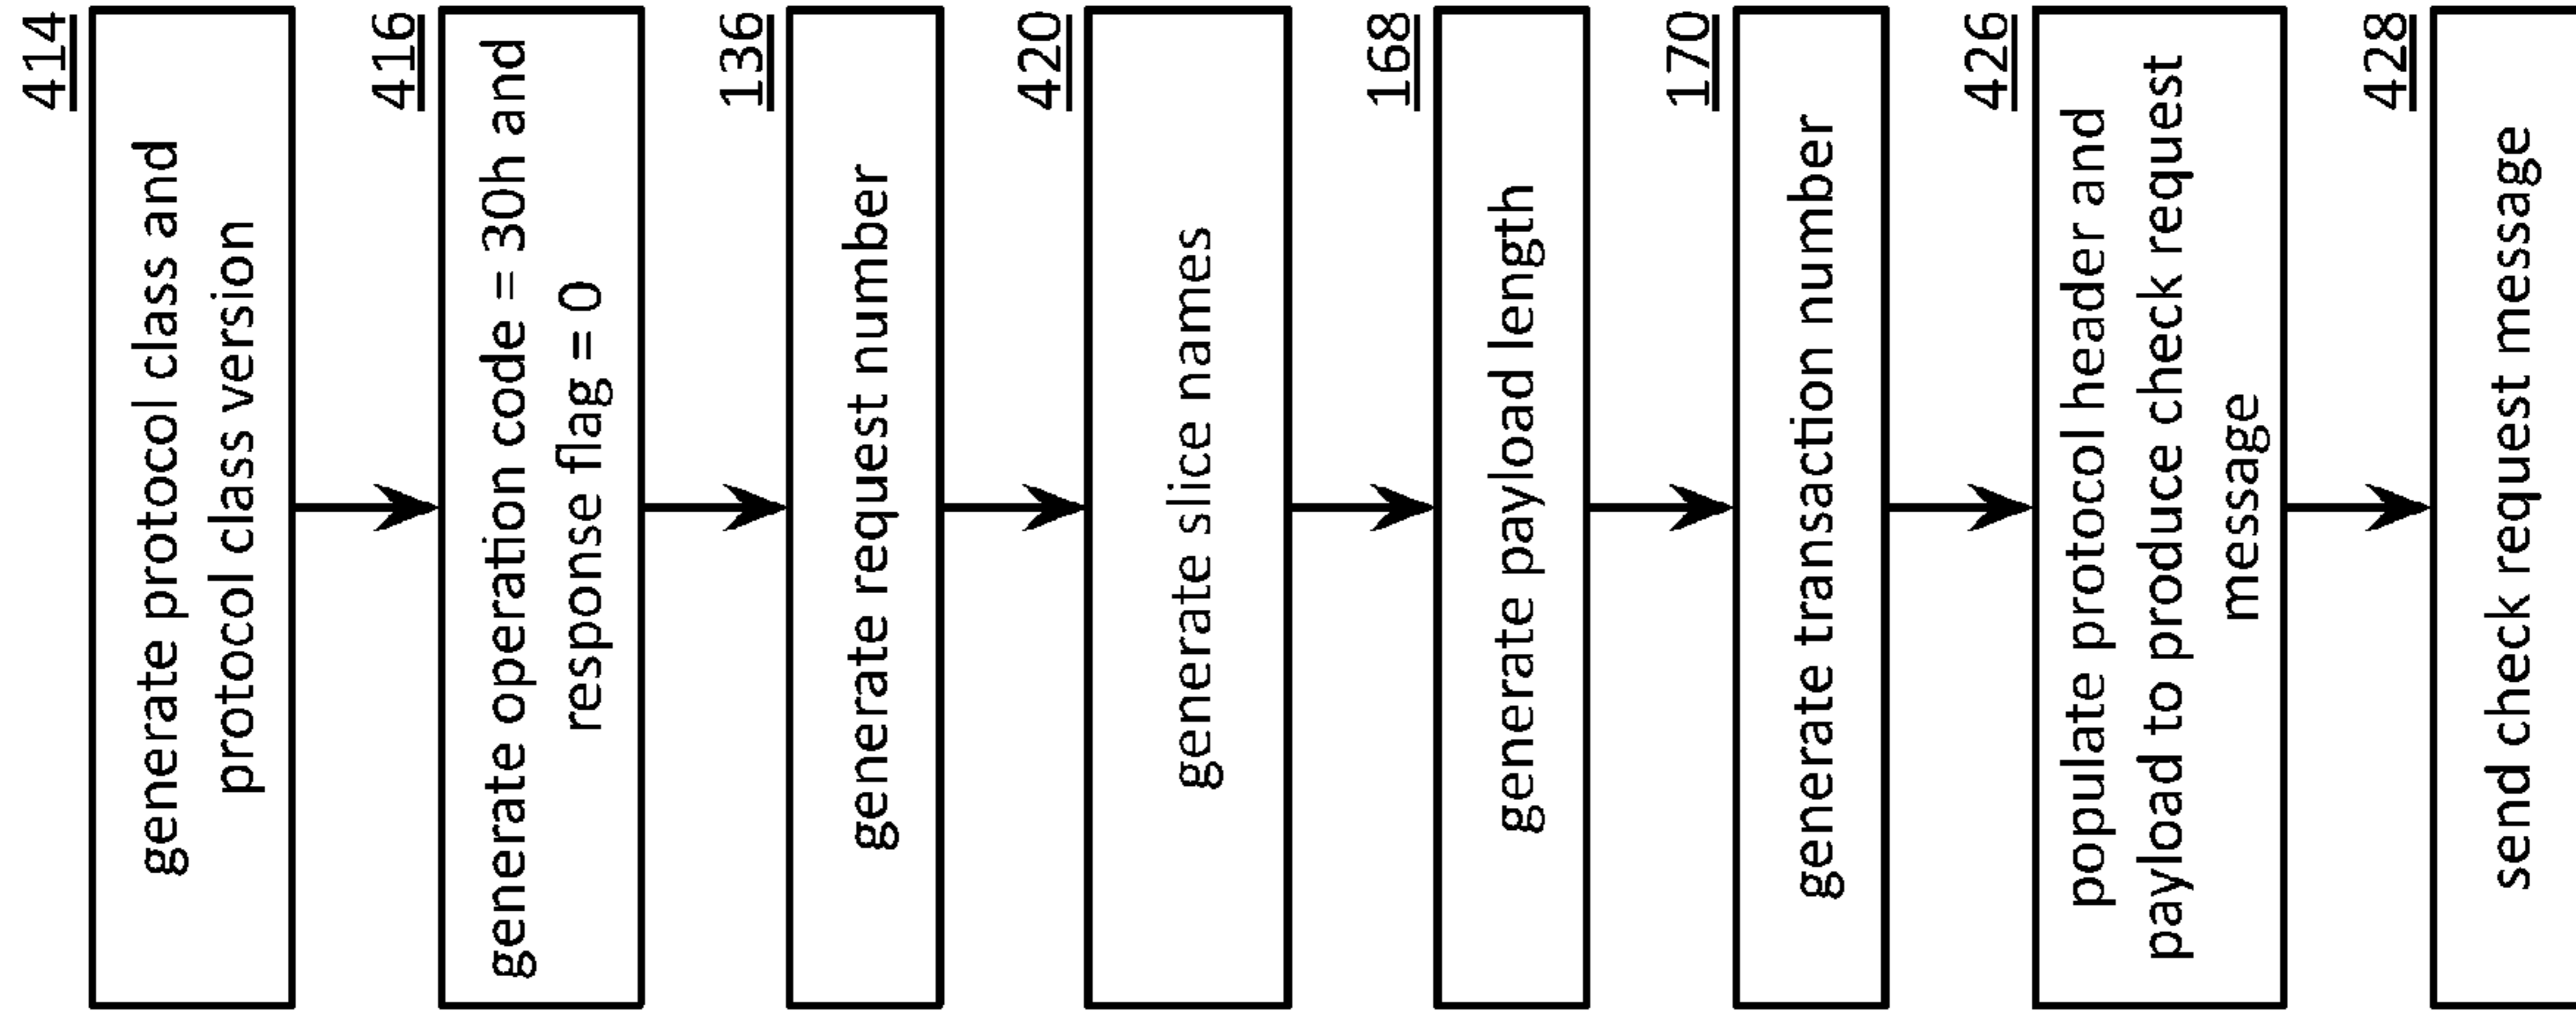 414
generate protocol class and
protocol class version
416
generate operation code = 30h and
response flag = 0
136
generate request number
420
generate slice names
168
generate payload length
170
generate transaction number
426
populate protocol header and
payload to produce check request
message
428
send check request message